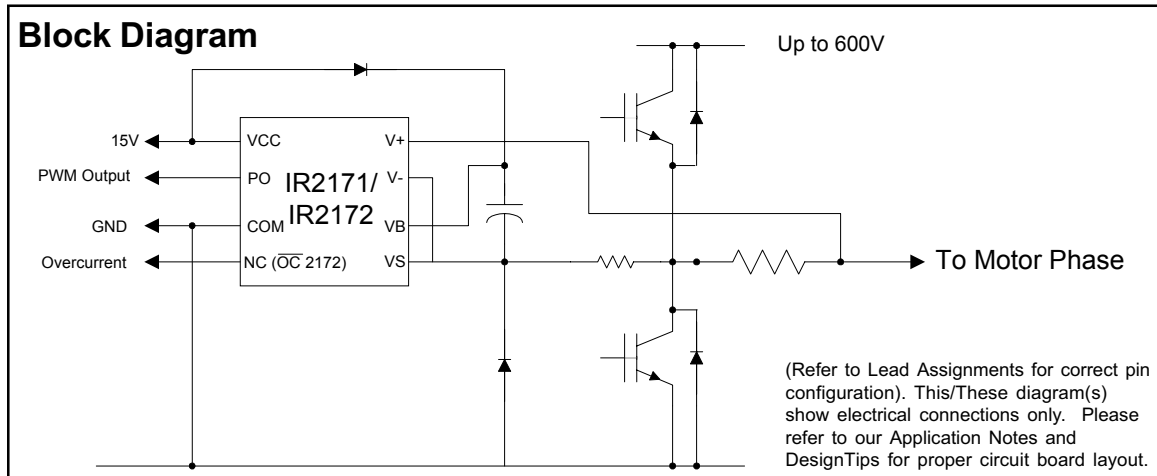 Block Diagram
Up to 600V
15V
VCC
V+
PWM Output
PO
IR2171/
V-
GND
COM
IR2172
VB
Overcurrent
NC (O̅C̅ 2172)
VS
To Motor Phase
(Refer to Lead Assignments for correct pin
configuration). This/These diagram(s)
show electrical connections only. Please
refer to our Application Notes and
DesignTips for proper circuit board layout.